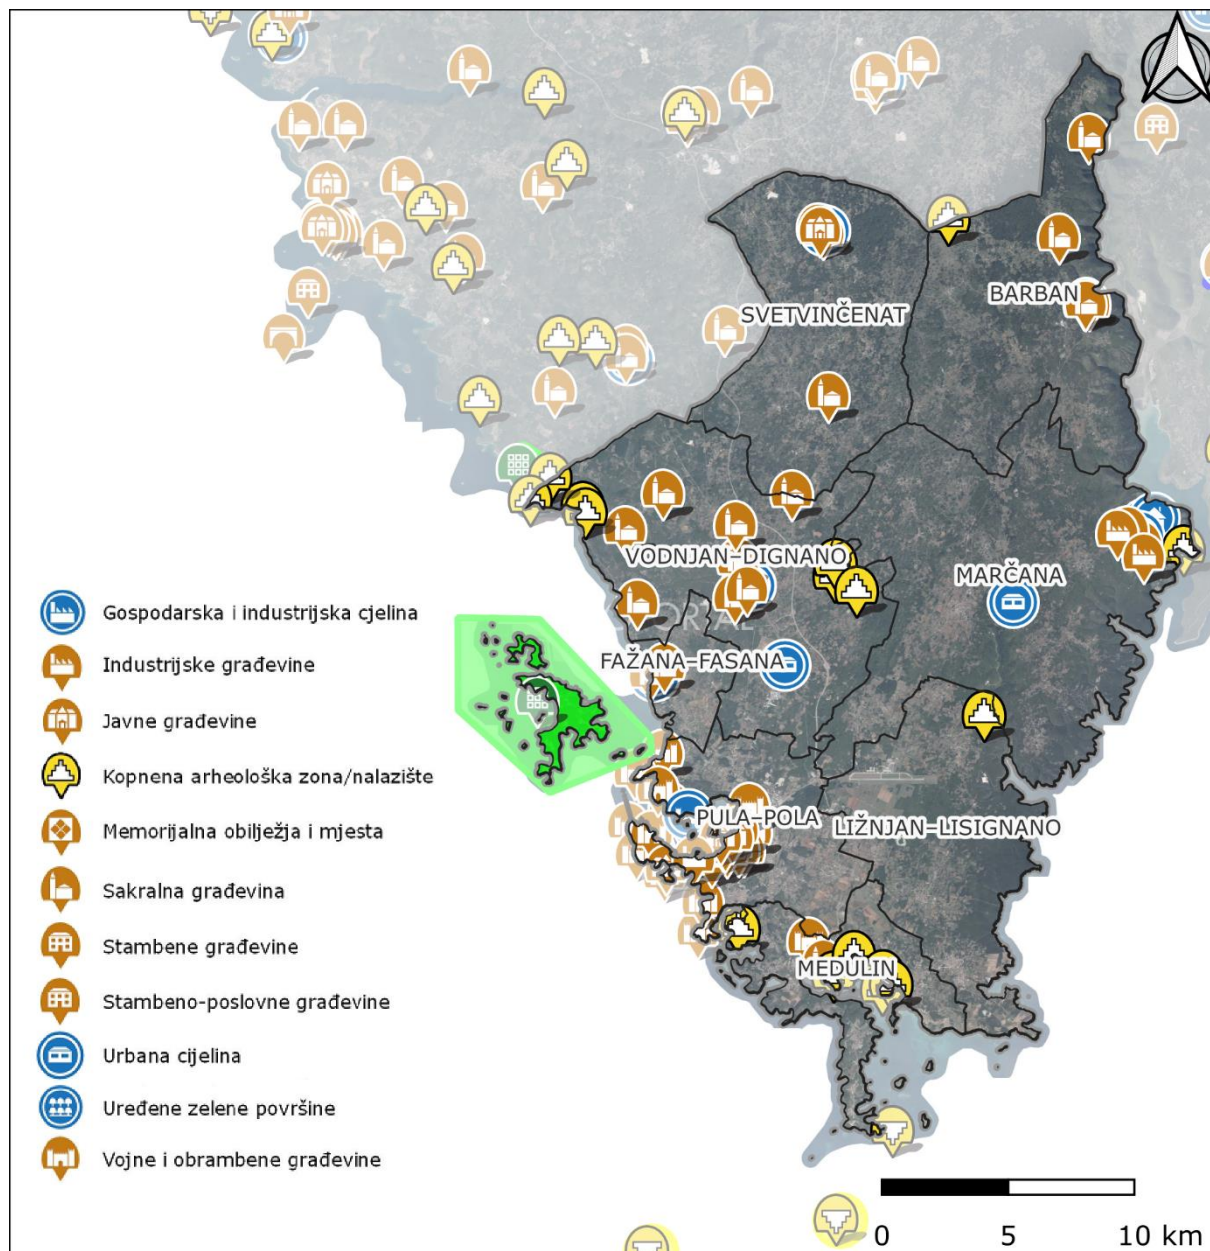 SVETVINČENAT
BARBAN
VODNJAN–DIGNANO
MARČANA
FAŽANA–FASANA
PULA–POLA
LIŽNJAN–LISIGNANO
MEDULIN
Gospodarska i industrijska cjelina
Industrijske građevine
Javne građevine
Kopnena arheološka zona/nalazište
Memorijalna obilježja i mjesta
Sakralna građevina
Stambene građevine
Stambeno-poslovne građevine
Urbana cijelina
Uređene zelene površine
Vojne i obrambene građevine
0 5 10 km